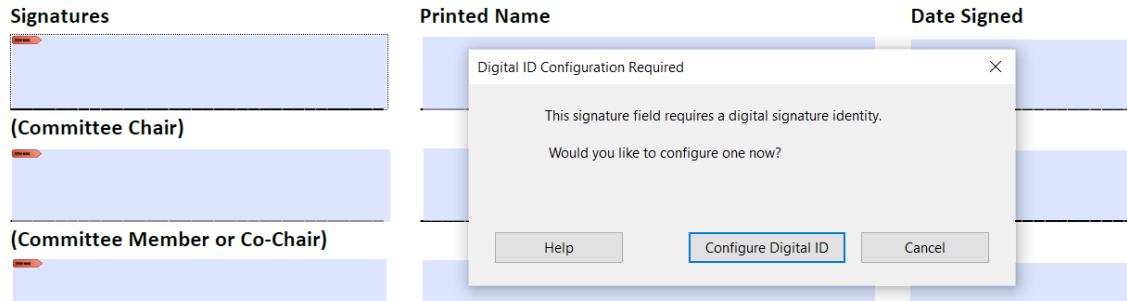 Signatures
Printed Name
Date Signed
Digital ID Configuration Required
This signature field requires a digital signature identity.
(Committee Chair)
Would you like to configure one now?
(Committee Member or Co-Chair)
Help
Configure Digital ID
Cancel